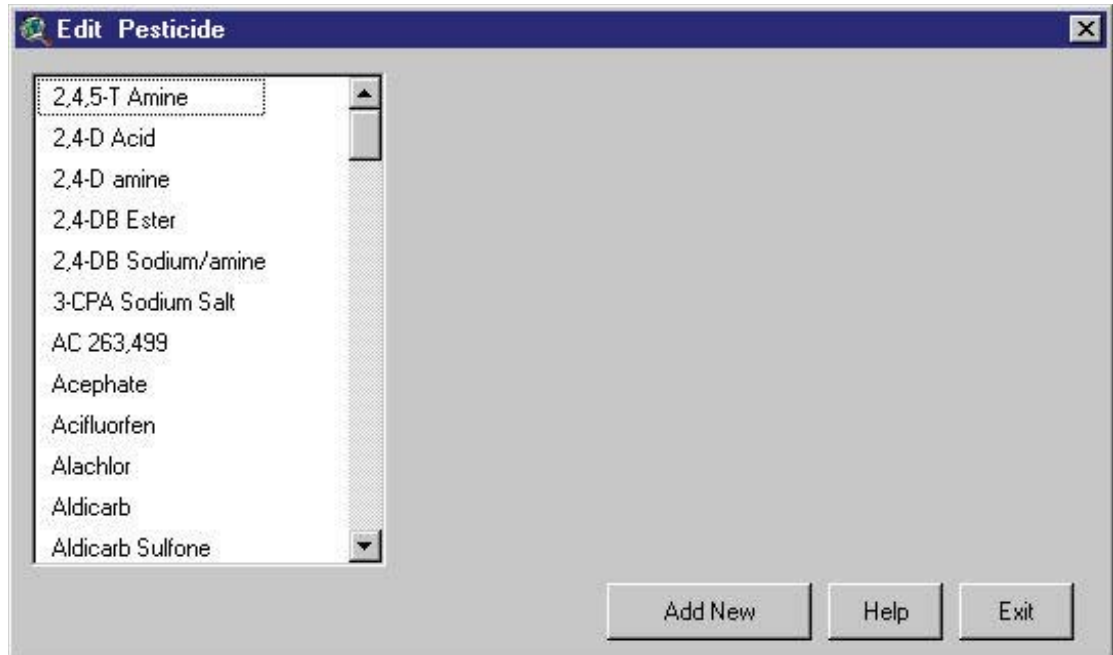 Edit Pesticide
2,4,5-T Amine
2,4-D Acid
2,4-D amine
2,4-DB Ester
2,4-DB Sodium/amine
3-CPA Sodium Salt
AC 263,499
Acephate
Acifluorfen
Alachlor
Aldicarb
Aldicarb Sulfone
Add New Help Exit